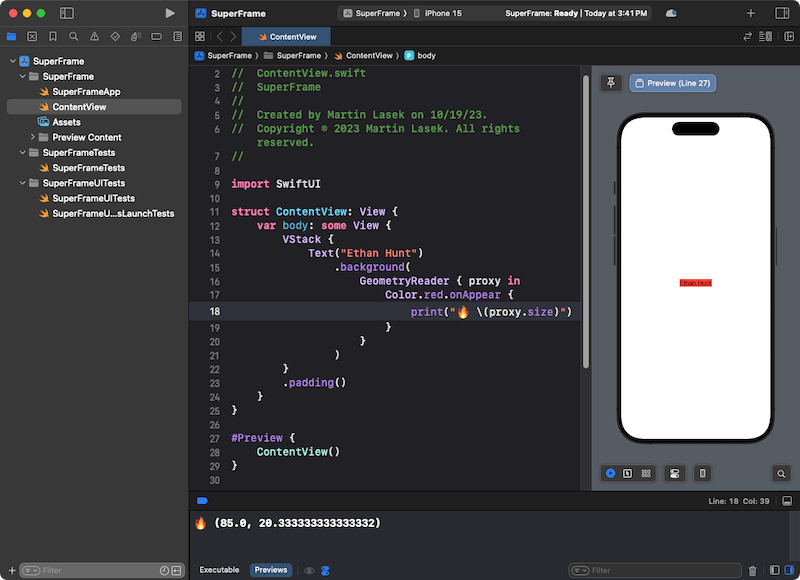 SuperFrame
SuperFrame
iPhone 15
SuperFrame: Ready | Today at 3:41 PM
ContentView
SuperFrame
SuperFrame
ContentView
body
SuperFrame
SuperFrame
SuperFrameApp
ContentView
Assets
Preview Content
SuperFrameTests
SuperFrameTests
SuperFrameUITests
SuperFrameUITests
SuperFrameU...sLaunchTests
Filter
2 //  ContentView.swift
3 //  SuperFrame
4 //
5 //  Created by Martin Lasek on 10/19/23.
6 //  Copyright © 2023 Martin Lasek. All rights
reserved.
7 //
8
9 import SwiftUI
10
11 struct ContentView: View {
12     var body: some View {
13         VStack {
14             Text("Ethan Hunt")
15                 .background(
16                     GeometryReader { proxy in
17                         Color.red.onAppear {
18                             print("🔥 \(proxy.size)")
19                         }
20                     }
21                 )
22         }
23         .padding()
24     }
25 }
26
27 #Preview {
28     ContentView()
29 }
30
Preview (Line 27)
Ethan Hunt
Line: 18 Col: 39
🔥 (85.0, 20.333333333333332)
Executable
Previews
Filter